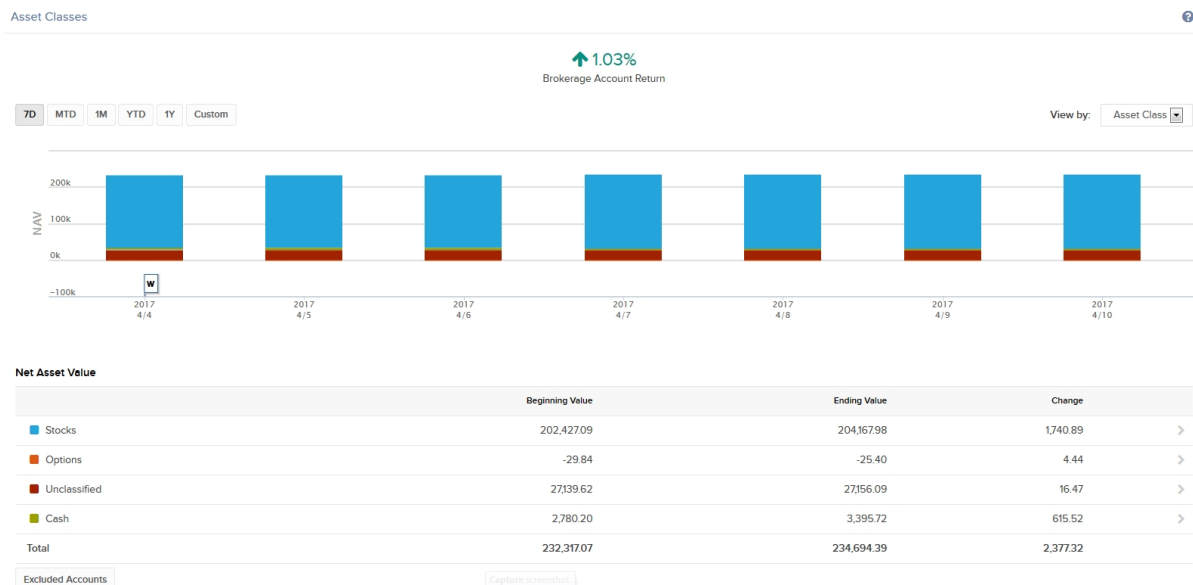 Asset Classes ?
1.03%
Brokerage Account Return
7D MTD 1M YTD 1Y Custom View by: Asset Class
NAV
200k
100k
0k
-100k
W
2017 2017 2017 2017 2017 2017 2017
4/4 4/5 4/6 4/7 4/8 4/9 4/10
Net Asset Value
Beginning Value Ending Value Change
Stocks 202,427.09 204,167.98 1,740.89
Options -29.84 -25.40 4.44
Unclassified 27,139.62 27,156.09 16.47
Cash 2,780.20 3,395.72 615.52
Total 232,317.07 234,694.39 2,377.32
Excluded Accounts Capture screenshot